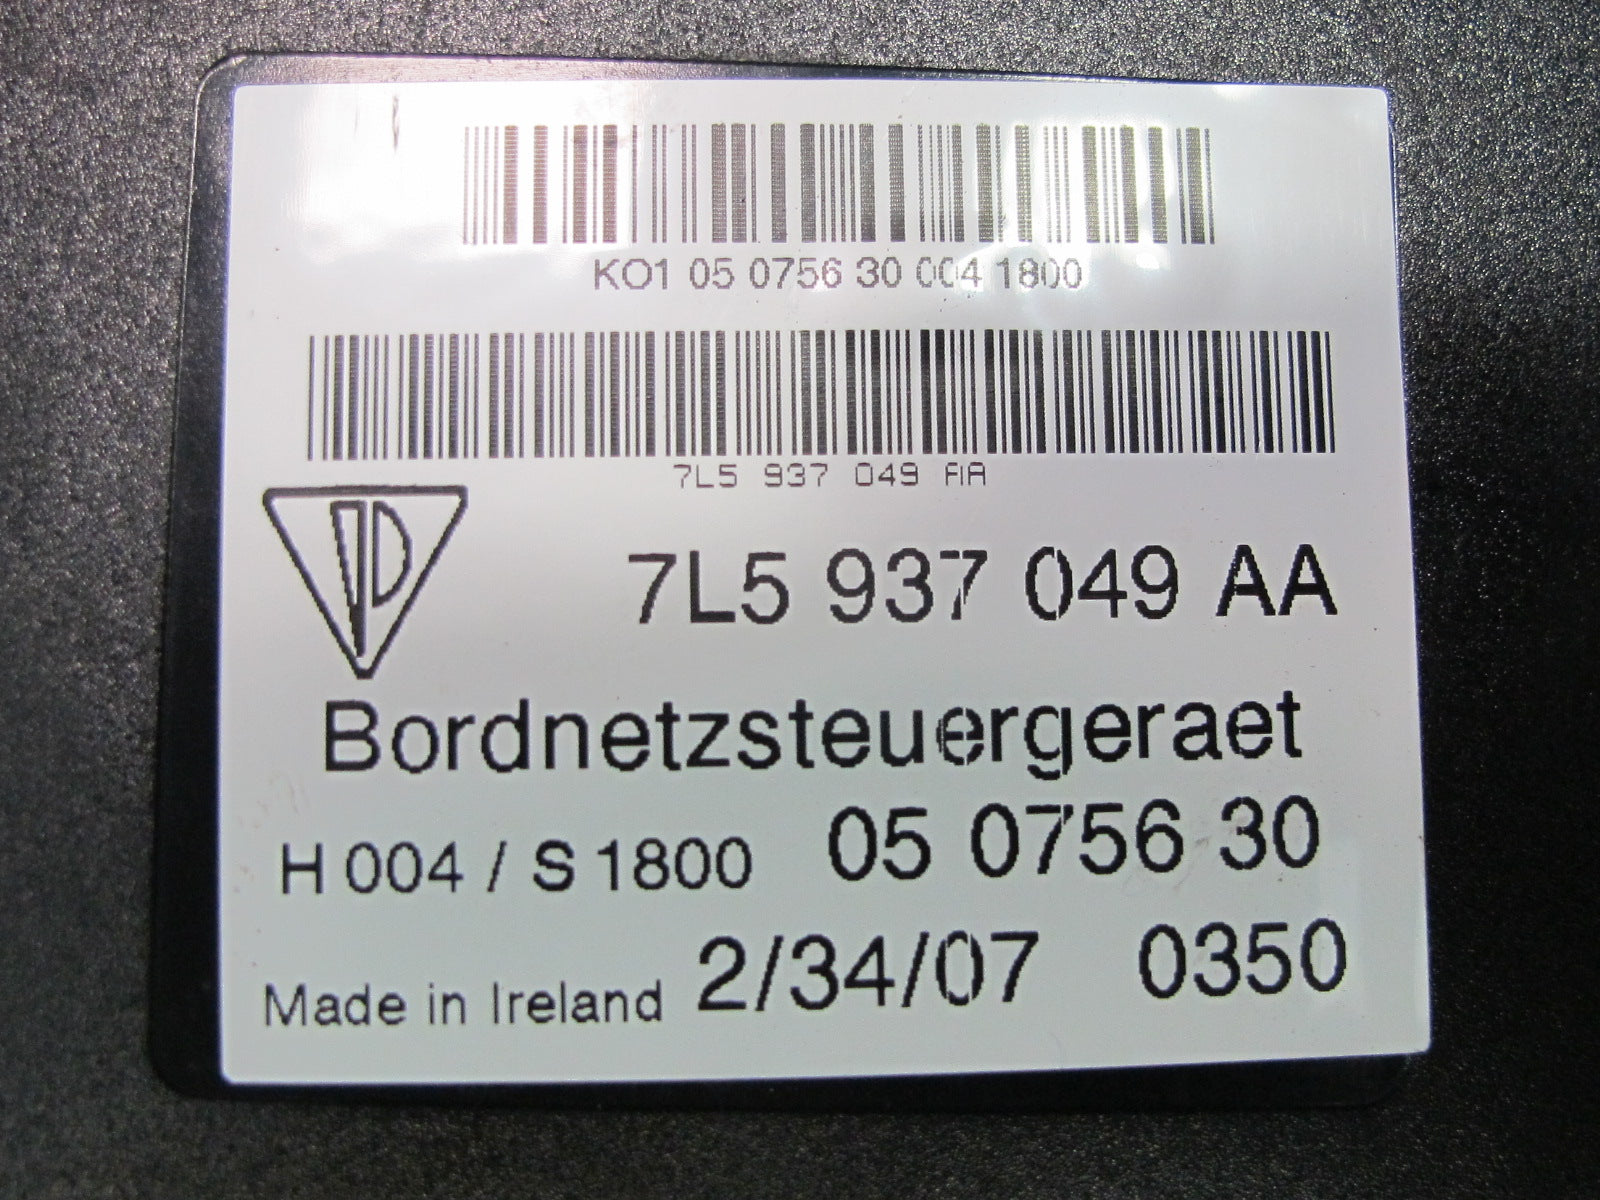 KO1 05 0756 30 004 1800
7L5 937 049 AA
7L5 937 049 AA
Bordnetzsteuergeraet
H 004 / S 1800 05 0756 30
Made in Ireland 2/34/07 0350